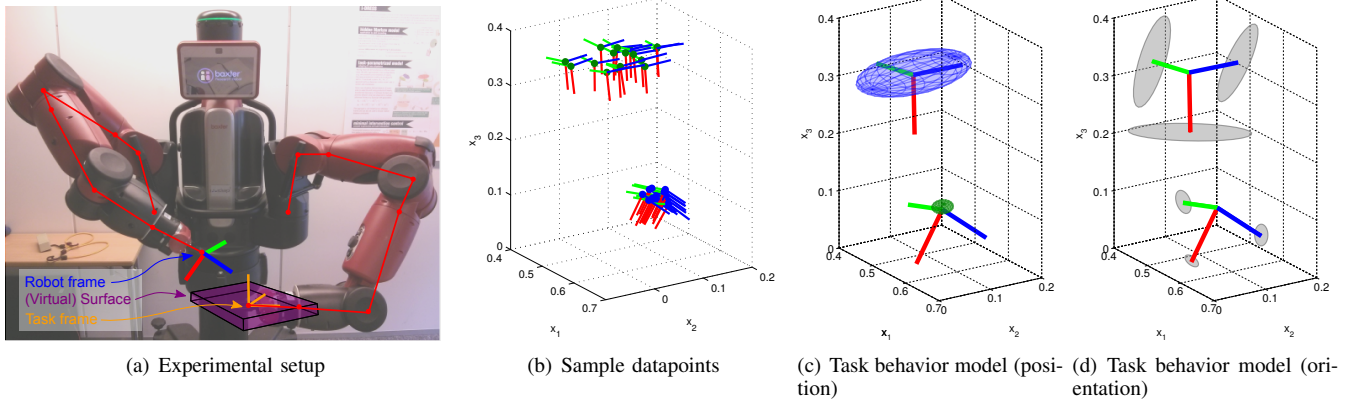 baxter
Robot frame
(Virtual) Surface
Task frame
(a) Experimental setup
0.4
0.3
0.2
0.1
0
x3
0.4
0.5
0.6
0.7
x1
0
0.1
0.2
x2
(b) Sample datapoints
0.4
0.3
0.2
0.1
0
x3
0.4
0.5
0.6
0.70
x1
0.1
0.2
x2
(c) Task behavior model (posi-
tion)
0.4
0.3
0.2
0.1
0
x3
0.4
0.5
0.6
0.70
x1
0.1
0.2
x2
(d) Task behavior model (ori-
entation)